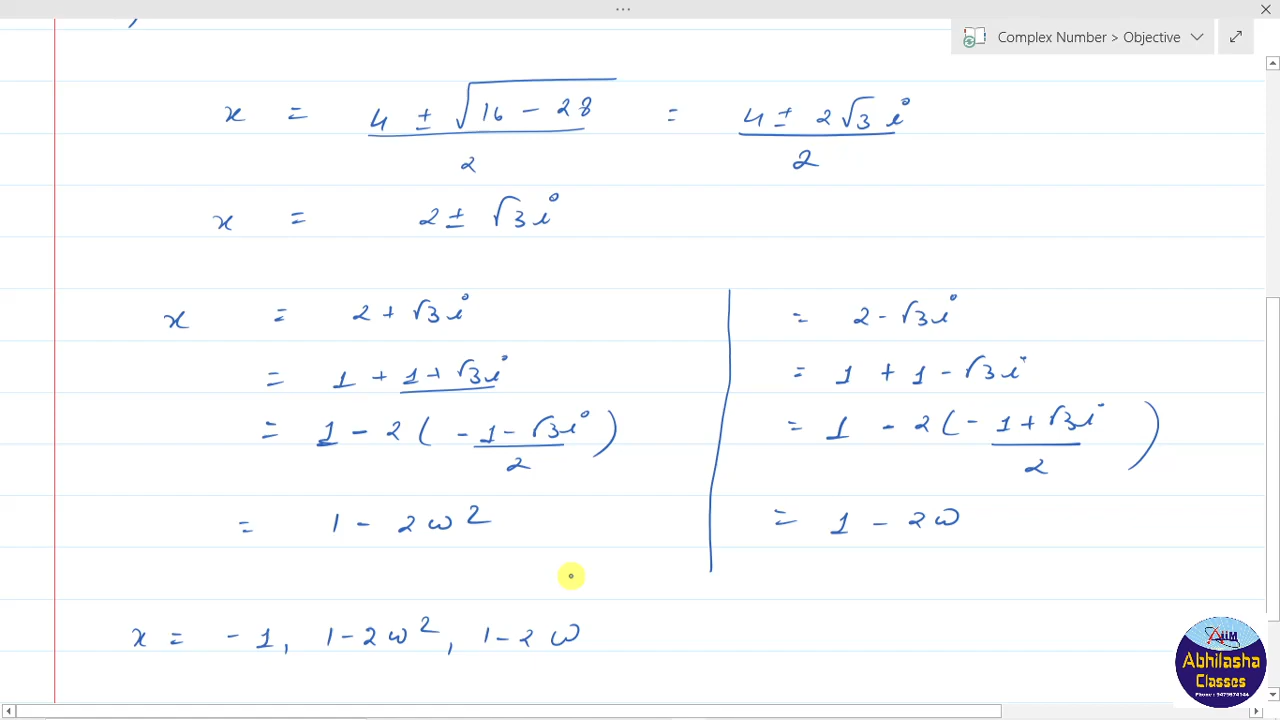 Complex Number > Objective
x = (4 ± √(16 - 28))/2 = (4 ± 2√3 i)/2
x = 2 ± √3 i
x = 2 + √3 i
= 1 + 1 + √3 i
= 1 - 2 ( (-1 - √3 i)/2 )
= 1 - 2ω²
= 2 - √3 i
= 1 + 1 - √3 i
= 1 - 2 ( (-1 + √3 i)/2 )
= 1 - 2ω
x = -1, 1 - 2ω², 1 - 2ω
AIIM
Abhilasha
Classes